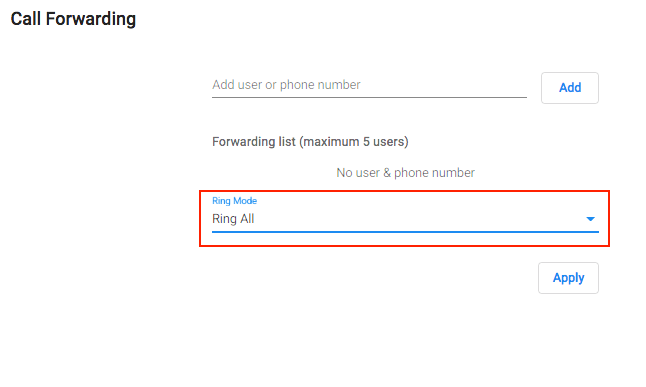 Call Forwarding
Add user or phone number
Add
Forwarding list (maximum 5 users)
No user & phone number
Ring Mode
Ring All
Apply